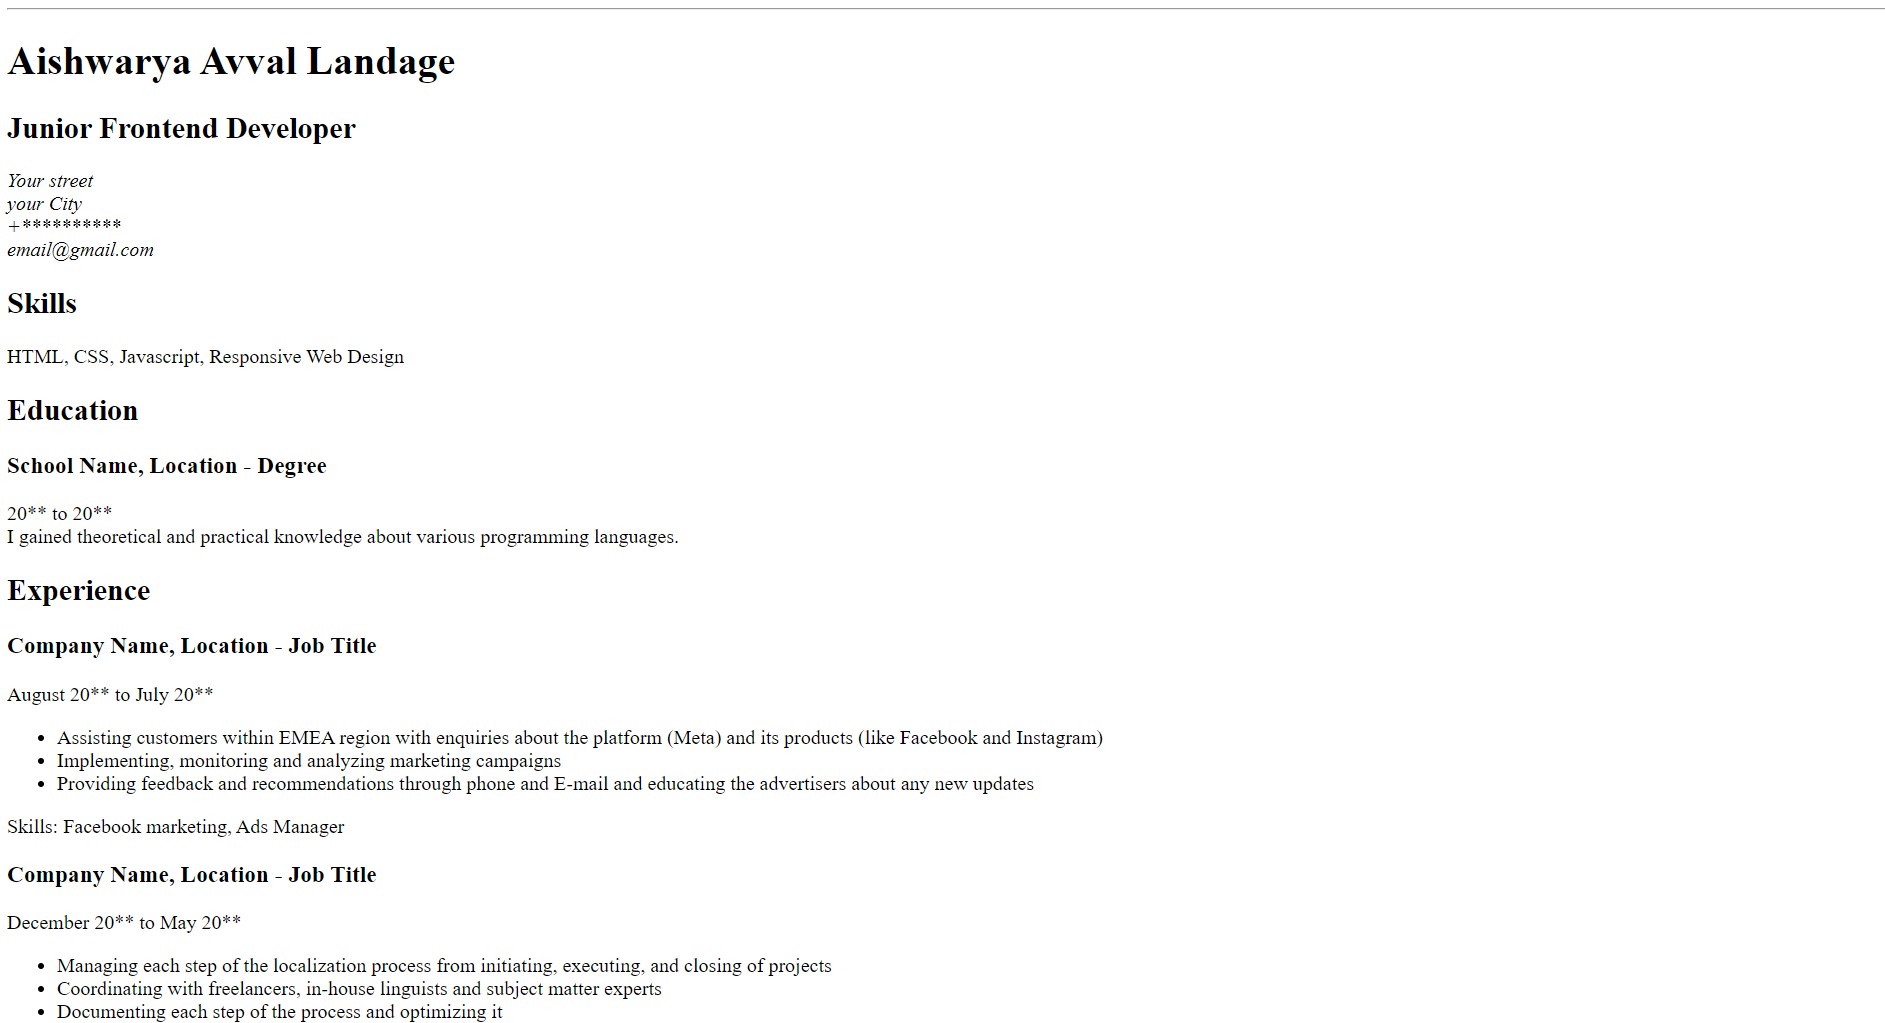 Aishwarya Avval Landage
Junior Frontend Developer
Your street
your City
+**********
email@gmail.com
Skills
HTML, CSS, Javascript, Responsive Web Design
Education
School Name, Location - Degree
20** to 20**
I gained theoretical and practical knowledge about various programming languages.
Experience
Company Name, Location - Job Title
August 20** to July 20**
• Assisting customers within EMEA region with enquiries about the platform (Meta) and its products (like Facebook and Instagram)
• Implementing, monitoring and analyzing marketing campaigns
• Providing feedback and recommendations through phone and E-mail and educating the advertisers about any new updates
Skills: Facebook marketing, Ads Manager
Company Name, Location - Job Title
December 20** to May 20**
• Managing each step of the localization process from initiating, executing, and closing of projects
• Coordinating with freelancers, in-house linguists and subject matter experts
• Documenting each step of the process and optimizing it